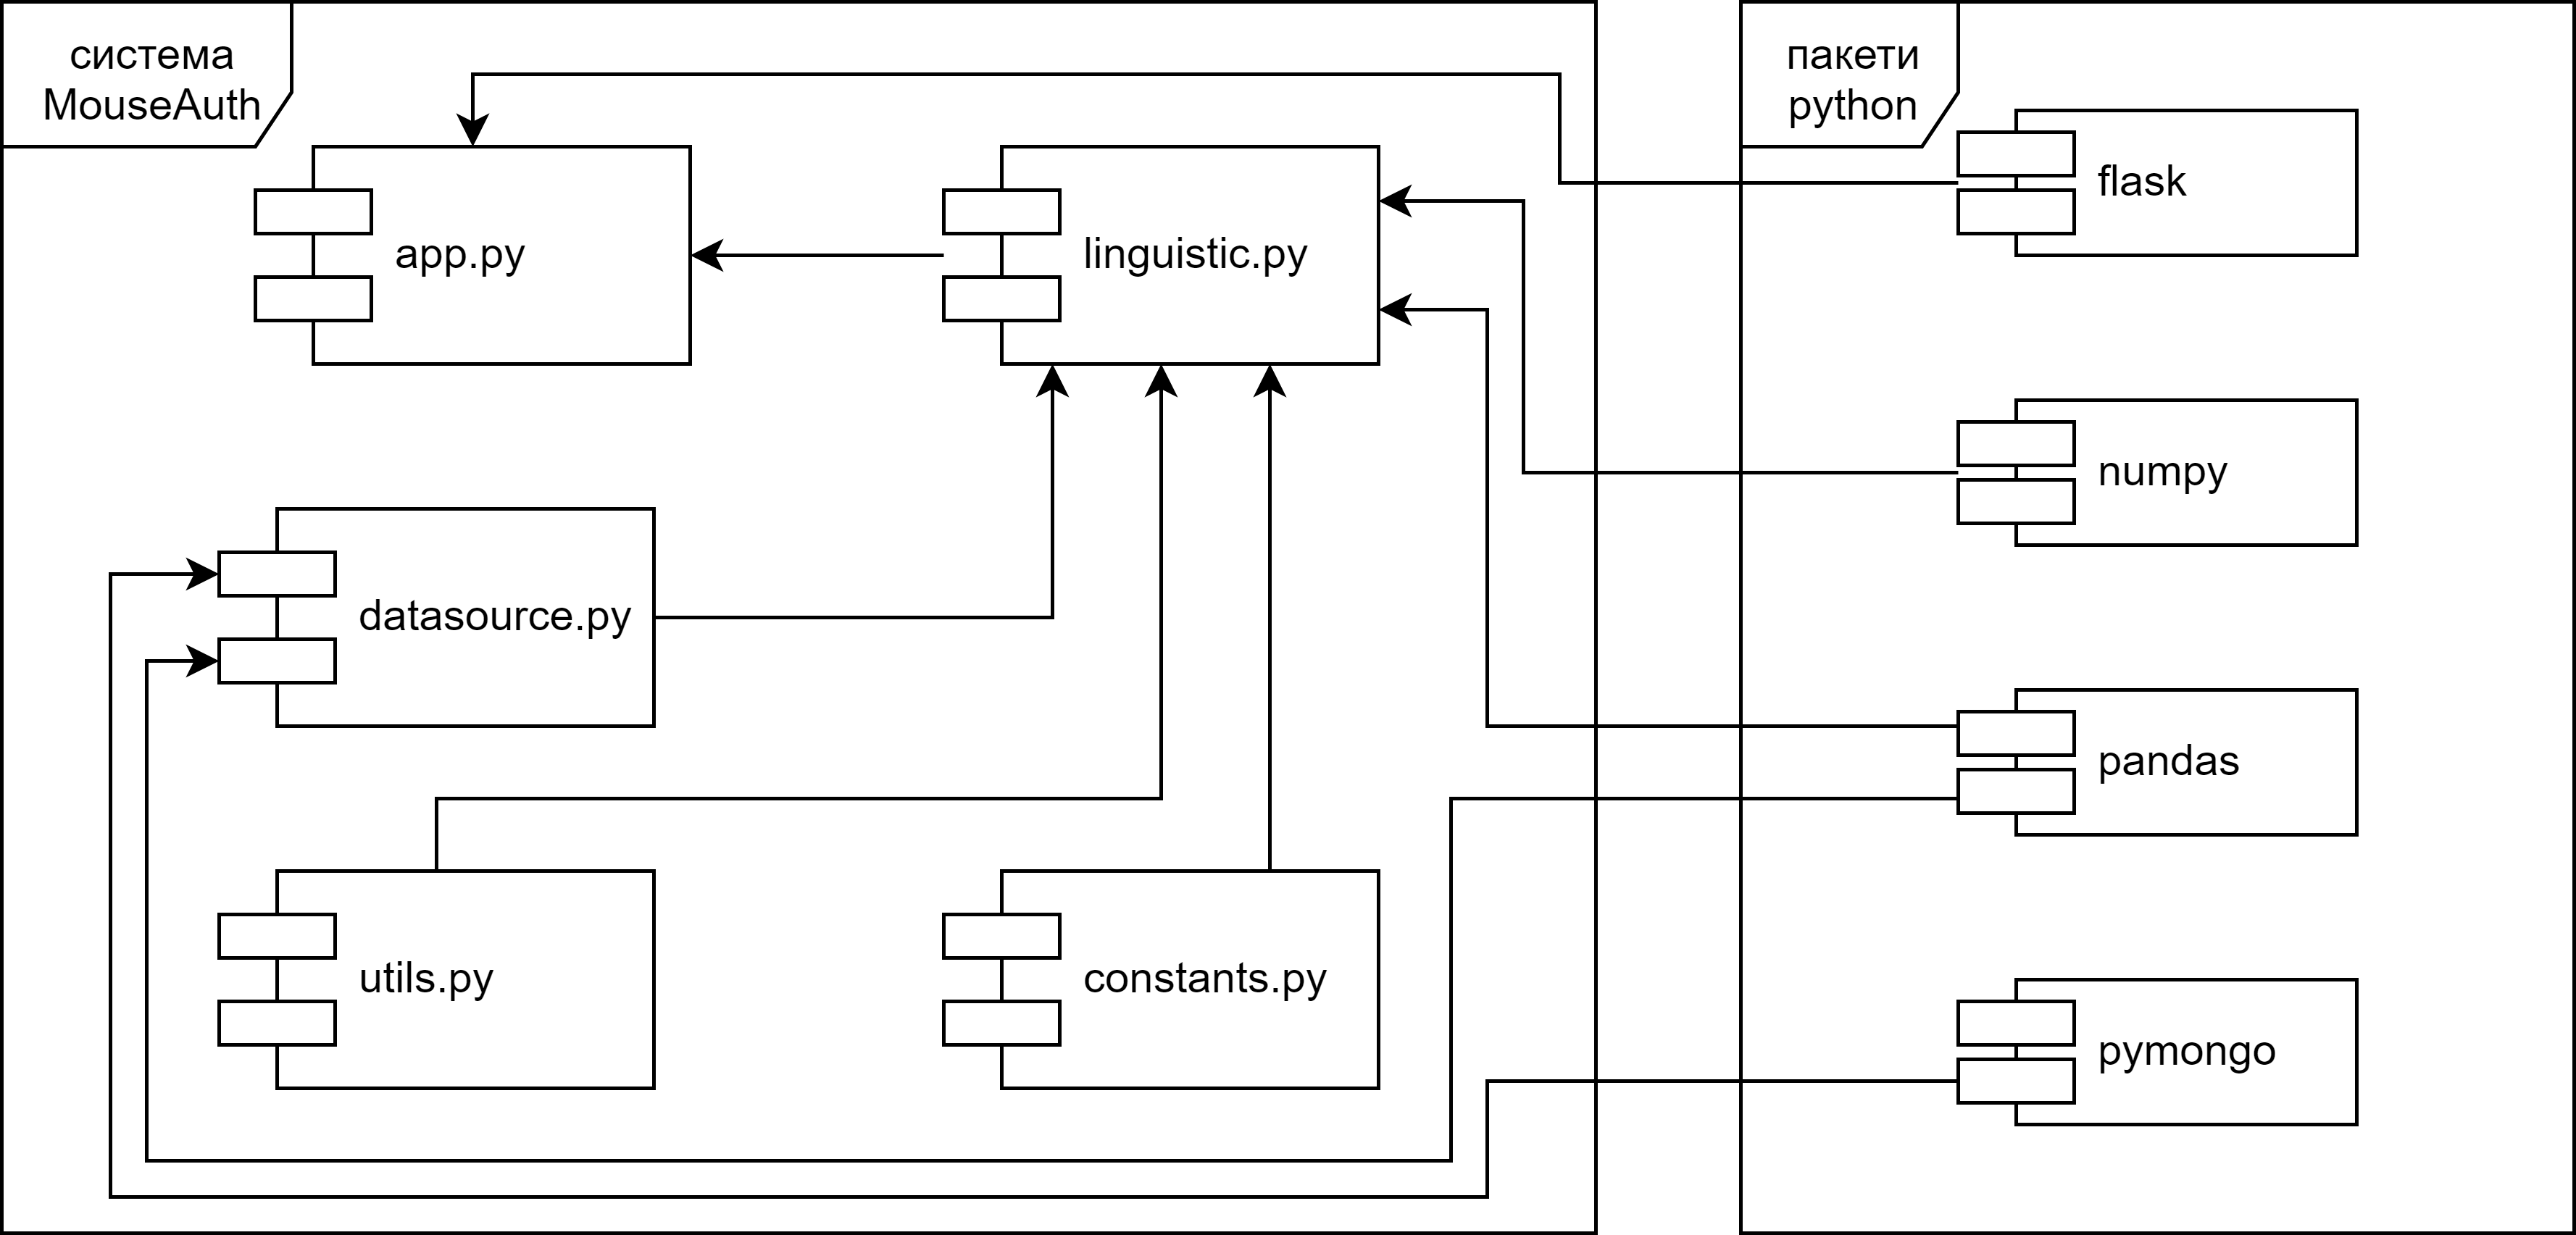 система
MouseAuth
app.py
linguistic.py
datasource.py
utils.py
constants.py
пакети
python
flask
numpy
pandas
pymongo